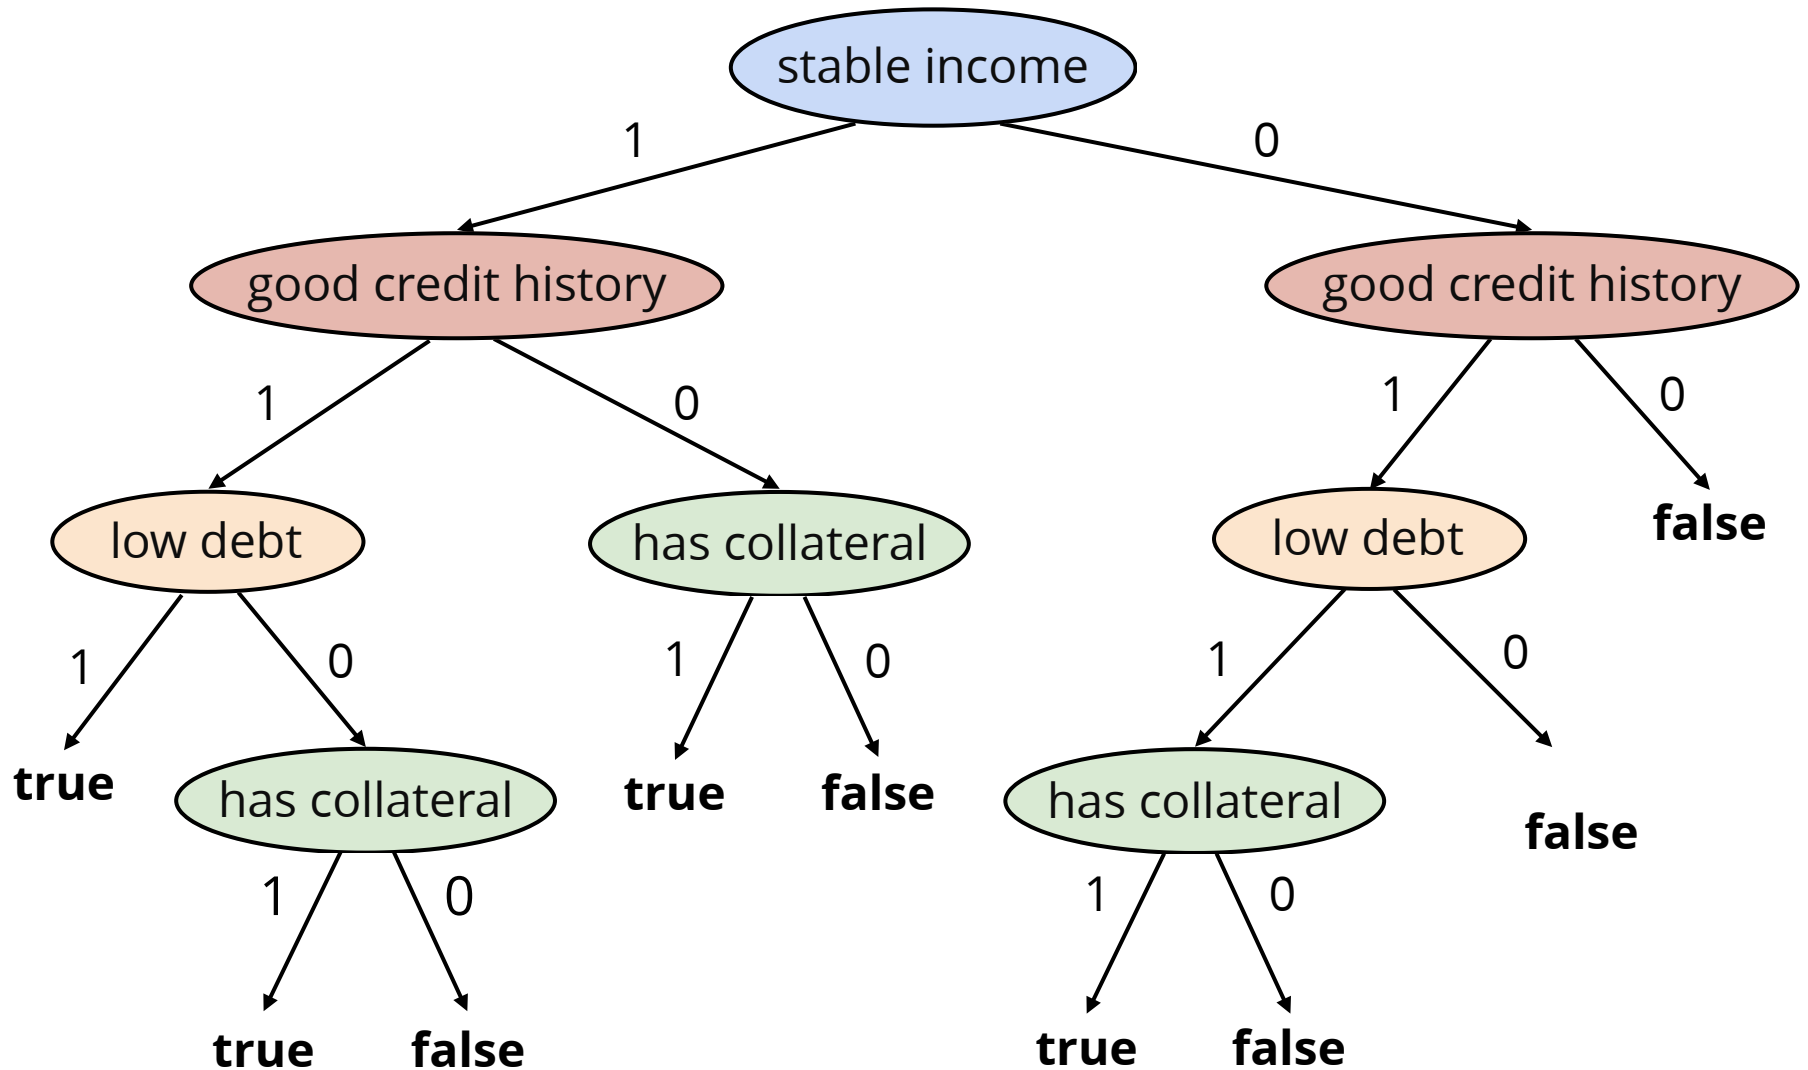 stable income
1
0
good credit history
good credit history
1
0
1
0
low debt
has collateral
low debt
false
1
0
1
0
1
0
true
has collateral
true
false
has collateral
false
1
0
1
0
true
false
true
false